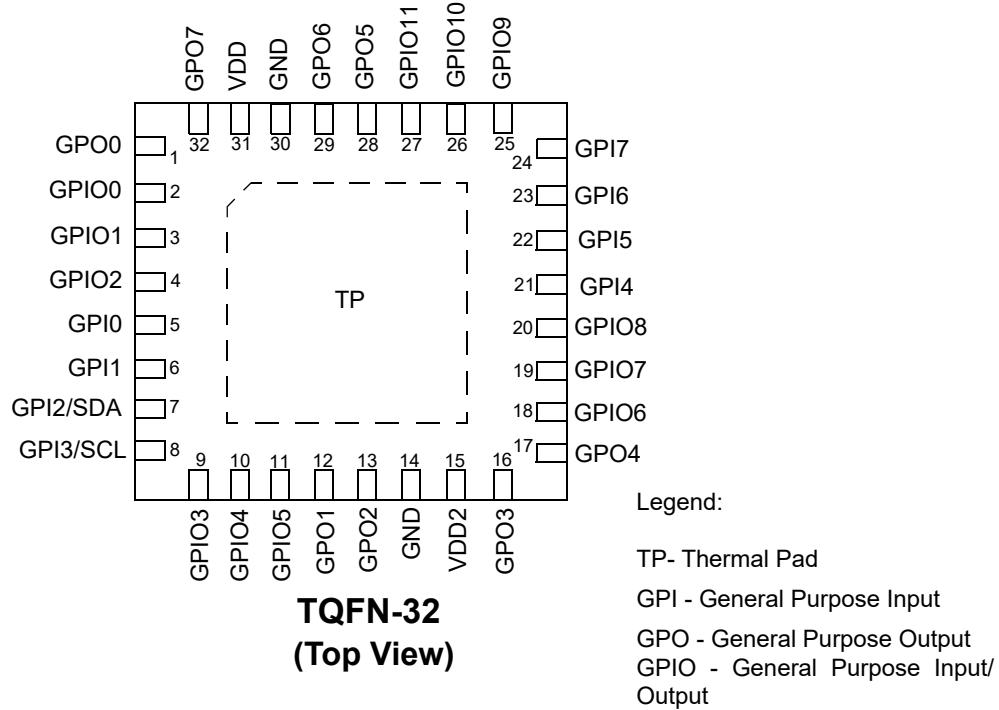 GPO7 VDD GND GPO6 GPO5 GPIO11 GPIO10 GPIO9
32 31 30 29 28 27 26 25
GPO0 1
GPIO0 2
GPIO1 3
GPIO2 4
GPI0 5
GPI1 6
GPI2/SDA 7
GPI3/SCL 8
TP
24 GPI7
23 GPI6
22 GPI5
21 GPI4
20 GPIO8
19 GPIO7
18 GPIO6
17 GPO4
9 10 11 12 13 14 15 16
GPIO3 GPIO4 GPIO5 GPO1 GPO2 GND VDD2 GPO3
TQFN-32
(Top View)
Legend:
TP- Thermal Pad
GPI - General Purpose Input
GPO - General Purpose Output
GPIO - General Purpose Input/
Output